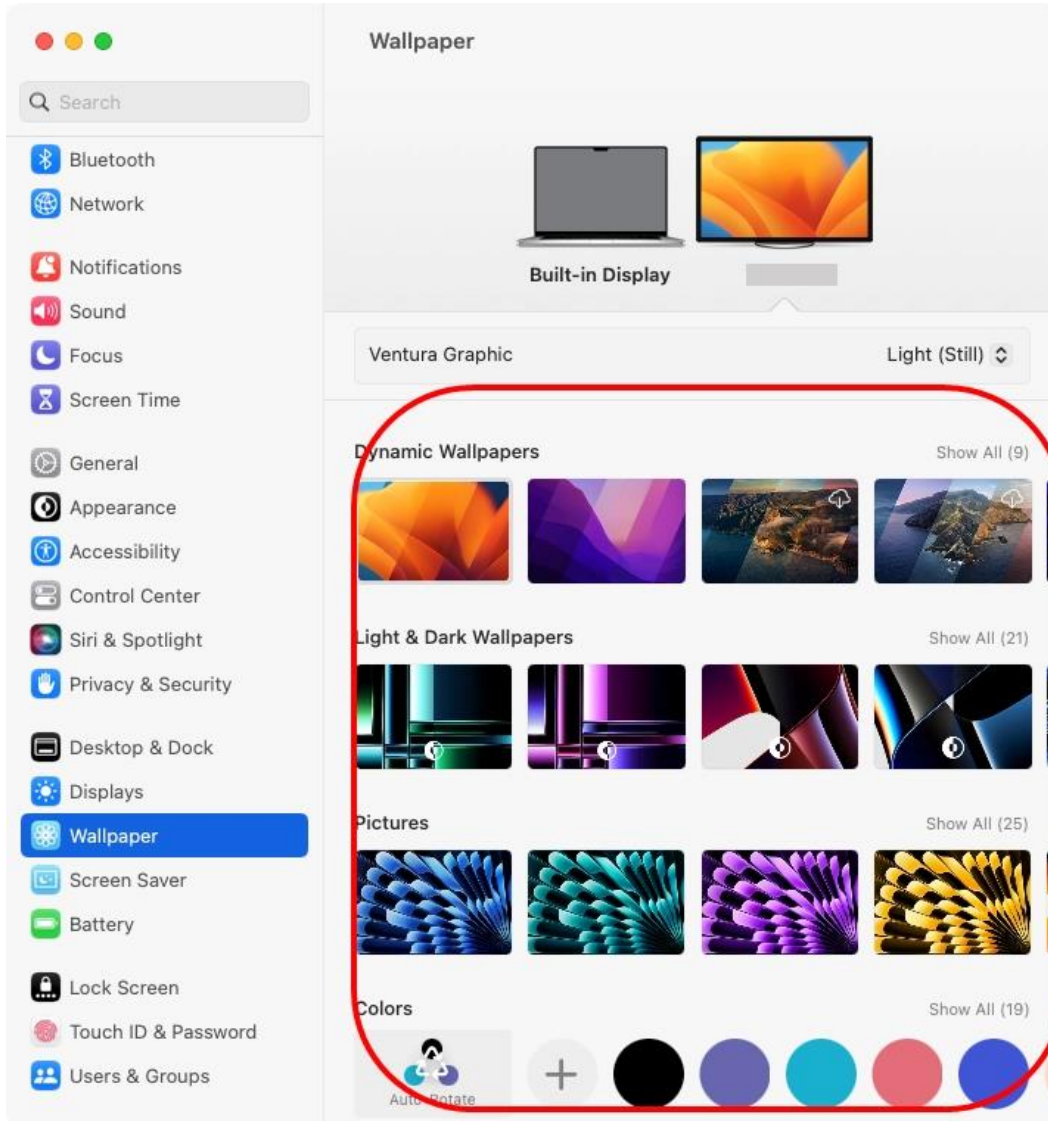 Wallpaper
Search
Bluetooth
Network
Notifications
Sound
Focus
Screen Time
General
Appearance
Accessibility
Control Center
Siri & Spotlight
Privacy & Security
Desktop & Dock
Displays
Wallpaper
Screen Saver
Battery
Lock Screen
Touch ID & Password
Users & Groups
Built-in Display
Ventura Graphic Light (Still)
Dynamic Wallpapers Show All (9)
Light & Dark Wallpapers Show All (21)
Pictures Show All (25)
Colors Show All (19)
Auto-Rotate